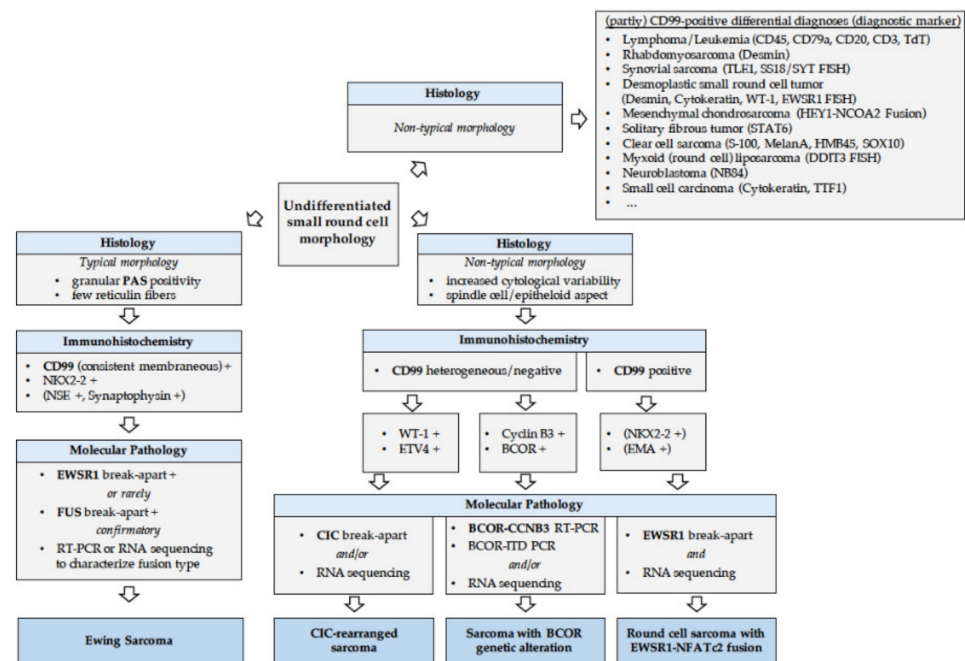 (partly) CD99-positive differential diagnoses (diagnostic marker)
• Lymphoma/Leukemia (CD45, CD79a, CD20, CD3, TdT)
• Rhabdomyosarcoma (Desmin)
• Synovial sarcoma (TLE1, SS18/SYT FISH)
• Desmoplastic small round cell tumor
(Desmin, Cytokeratin, WT-1, EWSR1 FISH)
• Mesenchymal chondrosarcoma (HEY1-NCOA2 Fusion)
• Solitary fibrous tumor (STAT6)
• Clear cell sarcoma (S-100, MelanA, HMB45, SOX10)
• Myxoid (round cell) liposarcoma (DDIT3 FISH)
• Neuroblastoma (NB84)
• Small cell carcinoma (Cytokeratin, TTF1)
• ...
Histology
Non-typical morphology
Undifferentiated
small round cell
morphology
Histology
Typical morphology
• granular PAS positivity
• few reticulin fibers
Immunohistochemistry
• CD99 (consistent membraneous) +
• NKX2-2 +
• (NSE +, Synaptophysin +)
Molecular Pathology
• EWSR1 break-apart +
or rarely
• FUS break-apart +
confirmatory
• RT-PCR or RNA sequencing
to characterize fusion type
Ewing Sarcoma
Histology
Non-typical morphology
• increased cytological variability
• spindle cell/epitheloid aspect
Immunohistochemistry
• CD99 heterogeneous/negative
• CD99 positive
• WT-1 +
• ETV4 +
• Cyclin B3 +
• BCOR +
• (NKX2-2 +)
• (EMA +)
Molecular Pathology
• CIC break-apart
and/or
• RNA sequencing
• BCOR-CCNB3 RT-PCR
• BCOR-ITD PCR
and/or
• RNA sequencing
• EWSR1 break-apart
and
• RNA sequencing
CIC-rearranged
sarcoma
Sarcoma with BCOR
genetic alteration
Round cell sarcoma with
EWSR1-NFATc2 fusion